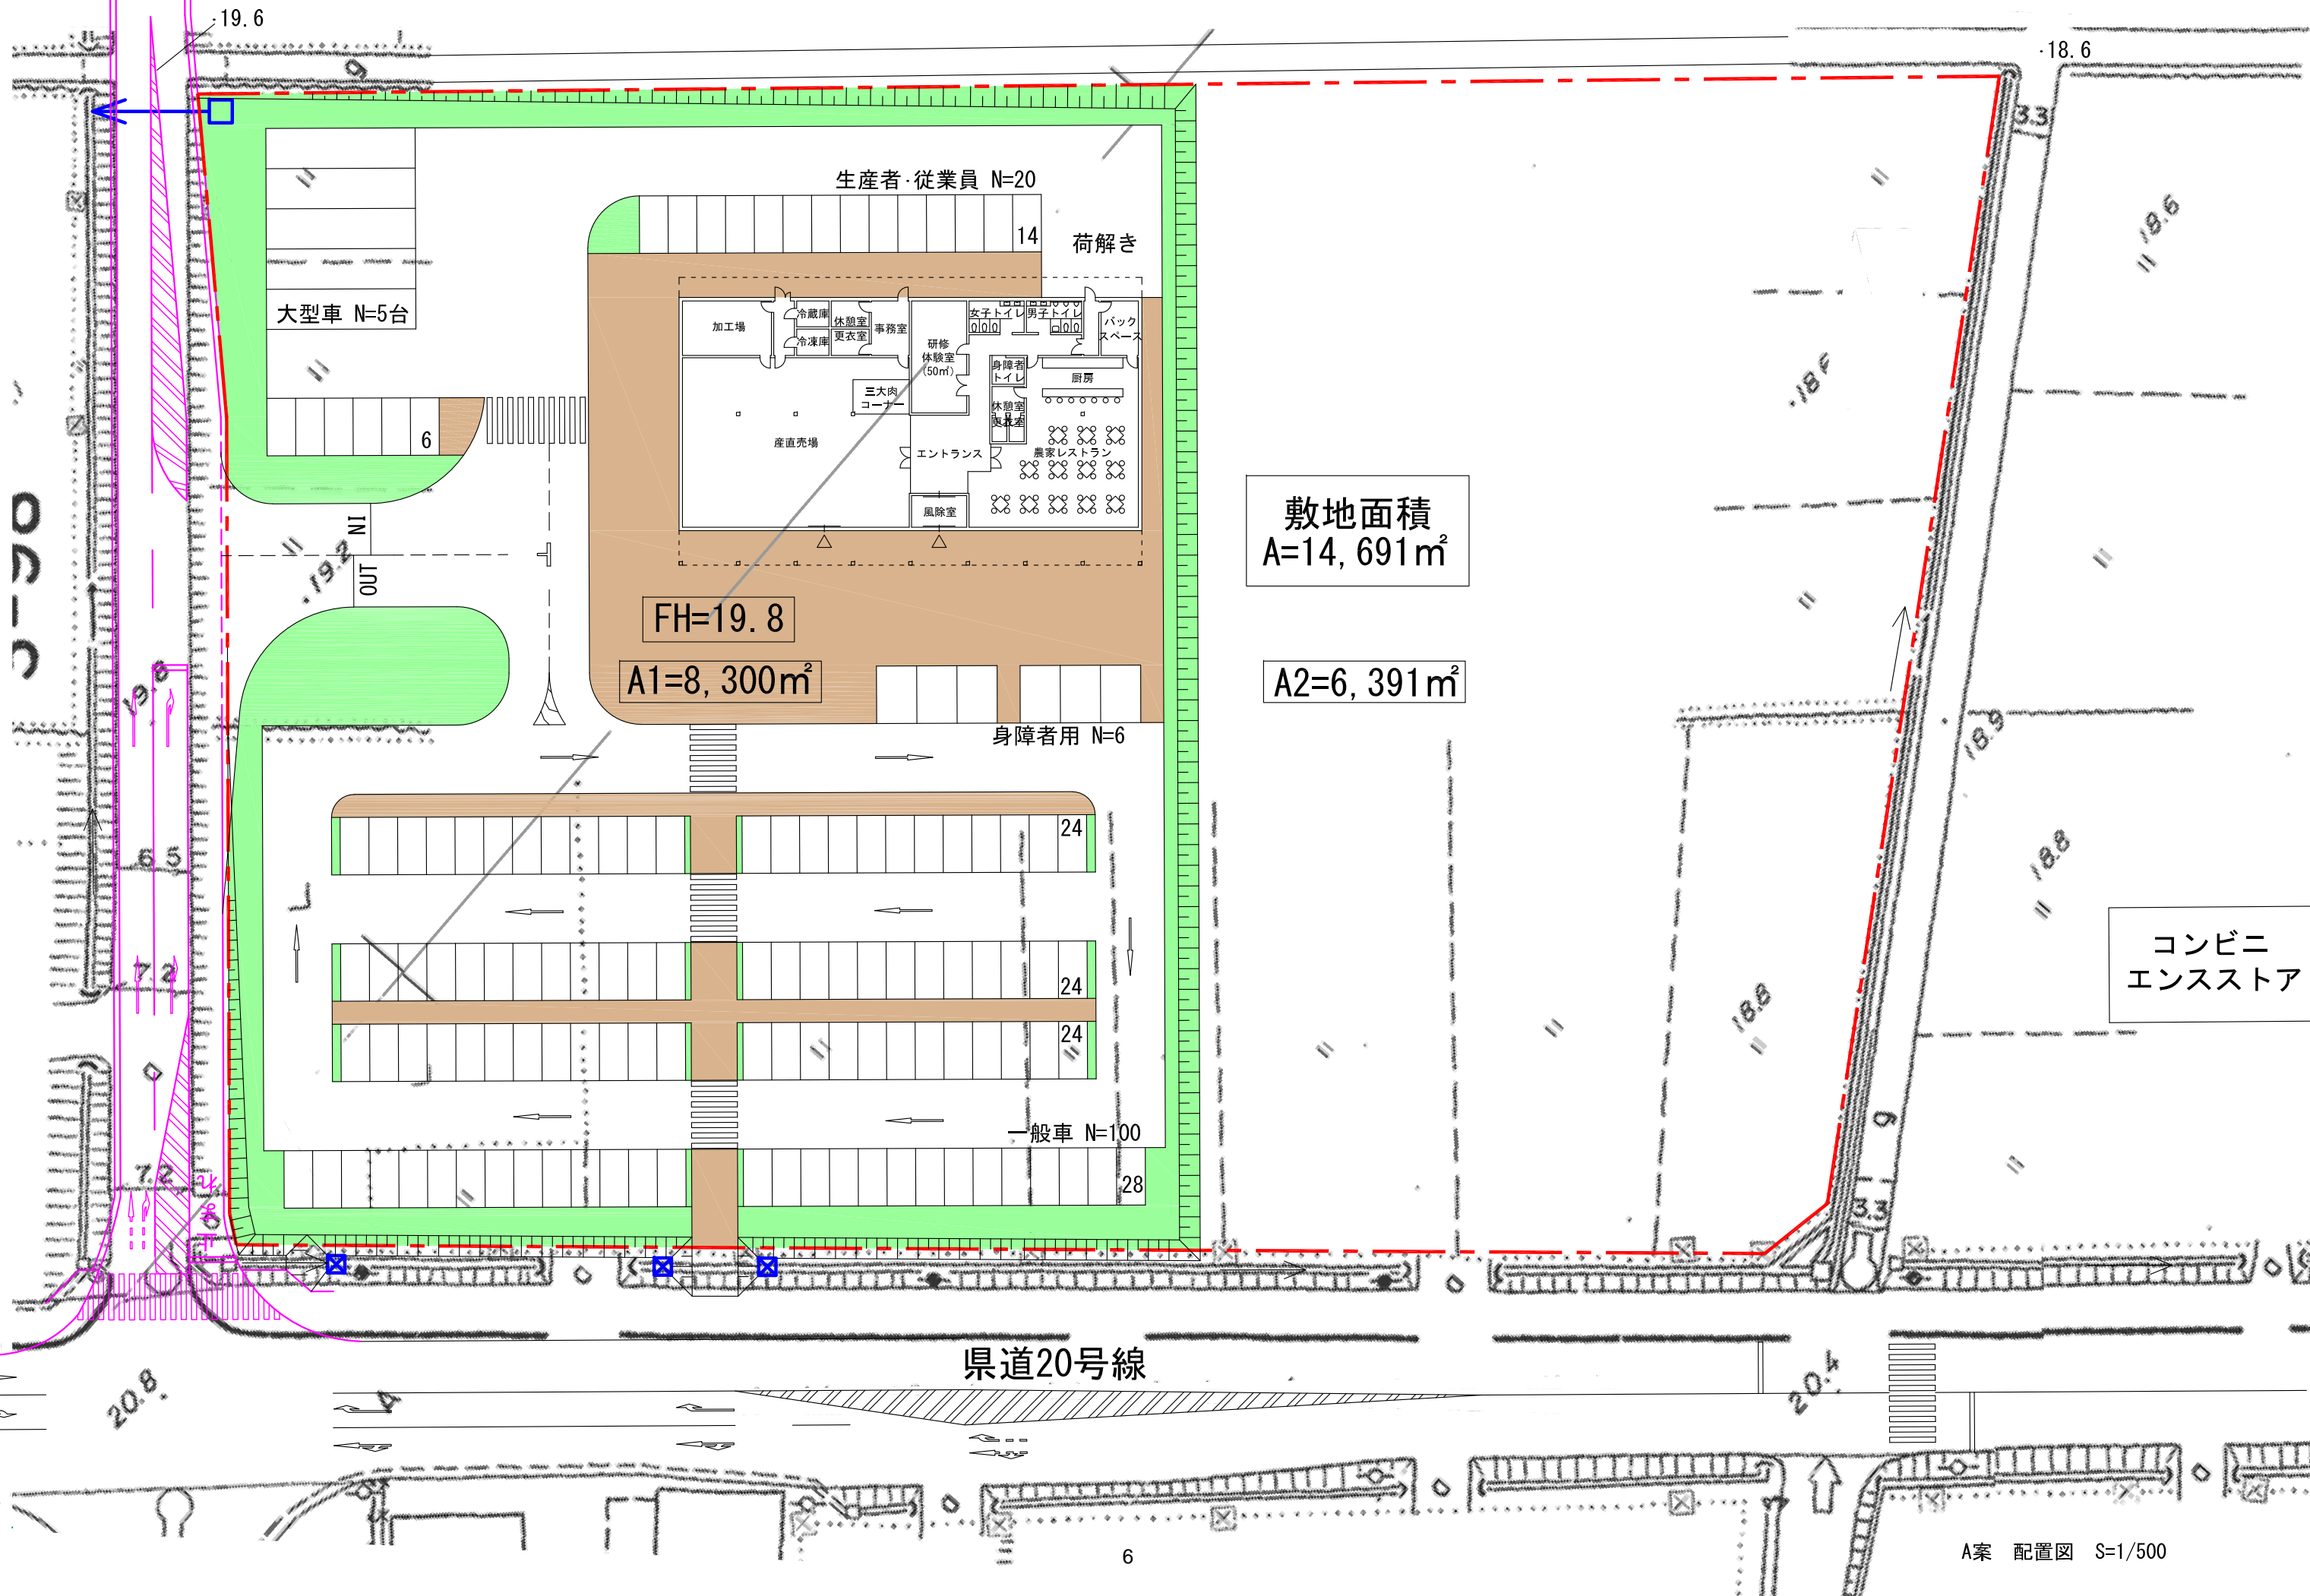 ·19.6
·18.6
9
3.3
生産者·従業員 N=20
14
荷解き
18.6
大型車 N=5台
加工場
冷蔵庫
冷凍庫
休憩室
更衣室
事務室
研修
体験室
(50㎡)
女子トイレ
男子トイレ
バック
スペース
身障者
トイレ
厨房
三大肉
コーナー
休憩室
更衣室
6
産直売場
エントランス
農家レストラン
風除室
IN
OUT
.19.2
敷地面積
A=14,691㎡
FH=19.8
A1=8,300㎡
A2=6,391㎡
19.8
身障者用 N=6
18.9
24
6.5
18.8
コンビニ
エンスストア
7.2
24
24
18.8
一般車 N=100
9
7.2
28
3.3
県道20号線
20.8
4
20.4
6
A案 配置図 S=1/500